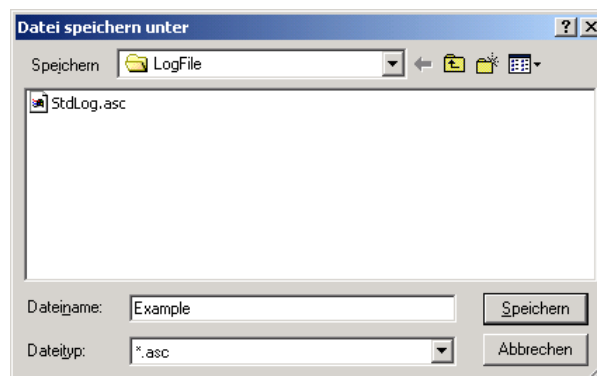 Datei speichern unter
Speichern LogFile
StdLog.asc
Dateiname: Example Speichern
Dateityp: *.asc Abbrechen